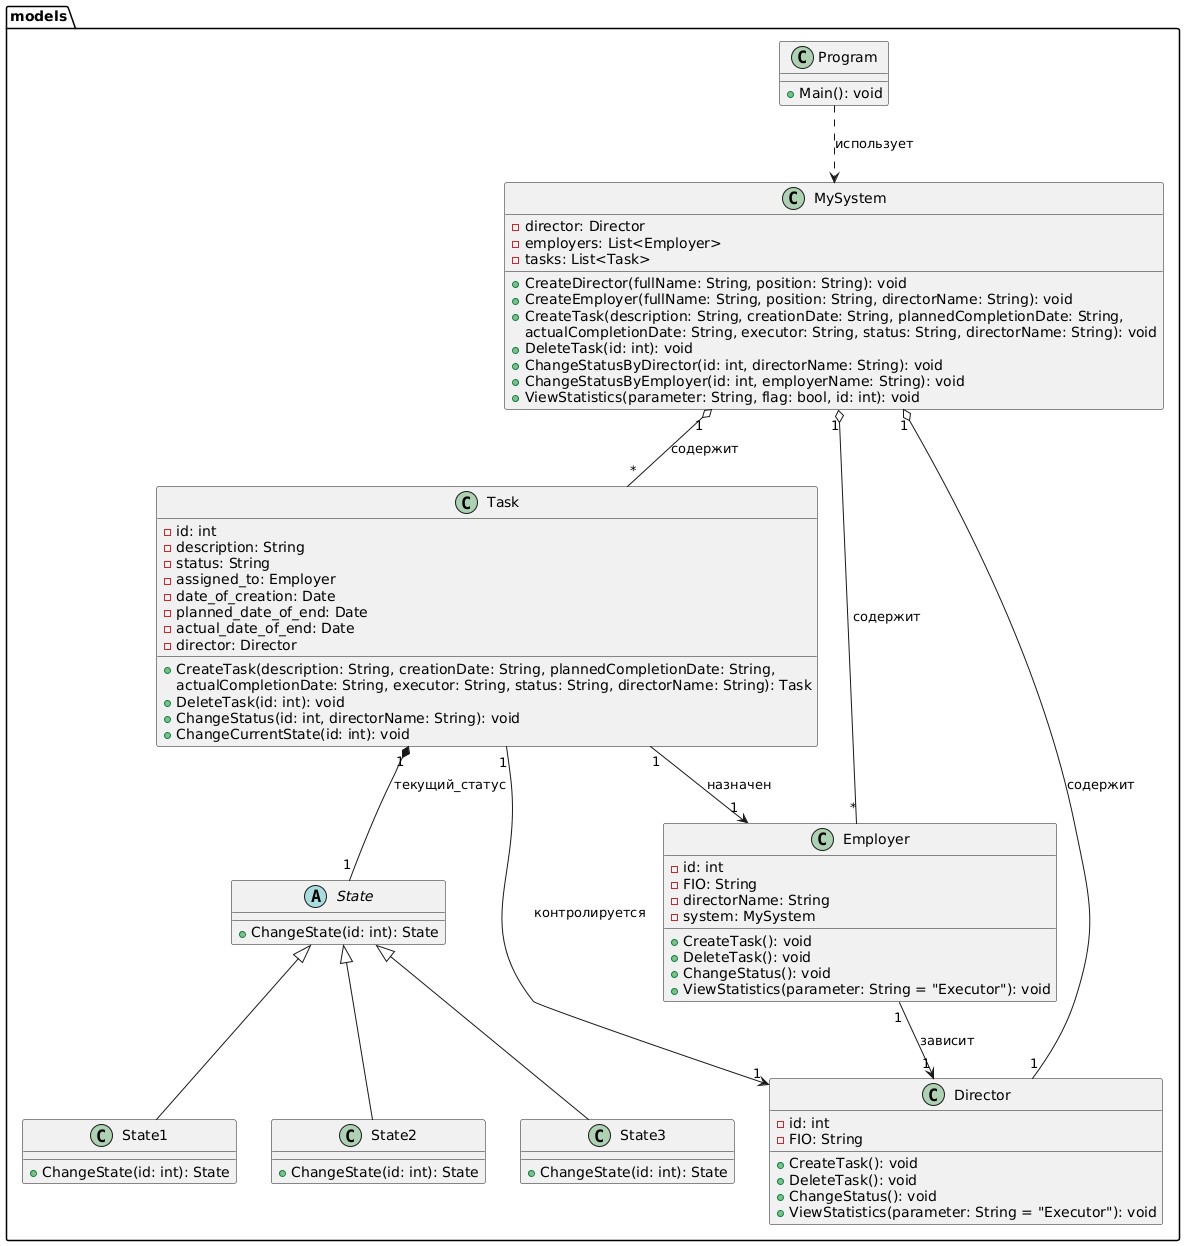 models
C Program
Main(): void
использует
C MySystem
director: Director
employers: List<Employer>
tasks: List<Task>
CreateDirector(fullName: String, position: String): void
CreateEmployer(fullName: String, position: String, directorName: String): void
CreateTask(description: String, creationDate: String, plannedCompletionDate: String,
actualCompletionDate: String, executor: String, status: String, directorName: String): void
DeleteTask(id: int): void
ChangeStatusByDirector(id: int, directorName: String): void
ChangeStatusByEmployer(id: int, employerName: String): void
ViewStatistics(parameter: String, flag: bool, id: int): void
1
1
1
содержит
*
C Task
id: int
description: String
status: String
assigned_to: Employer
date_of_creation: Date
planned_date_of_end: Date
actual_date_of_end: Date
director: Director
CreateTask(description: String, creationDate: String, plannedCompletionDate: String,
actualCompletionDate: String, executor: String, status: String, directorName: String): Task
DeleteTask(id: int): void
ChangeStatus(id: int, directorName: String): void
ChangeCurrentState(id: int): void
содержит
1
1
1
текущий_статус
назначен
содержит
1
*
1
A State
ChangeState(id: int): State
контролируется
C Employer
id: int
FIO: String
directorName: String
system: MySystem
CreateTask(): void
DeleteTask(): void
ChangeStatus(): void
ViewStatistics(parameter: String = "Executor"): void
1
зависит
1
1
1
C State1
ChangeState(id: int): State
C State2
ChangeState(id: int): State
C State3
ChangeState(id: int): State
C Director
id: int
FIO: String
CreateTask(): void
DeleteTask(): void
ChangeStatus(): void
ViewStatistics(parameter: String = "Executor"): void